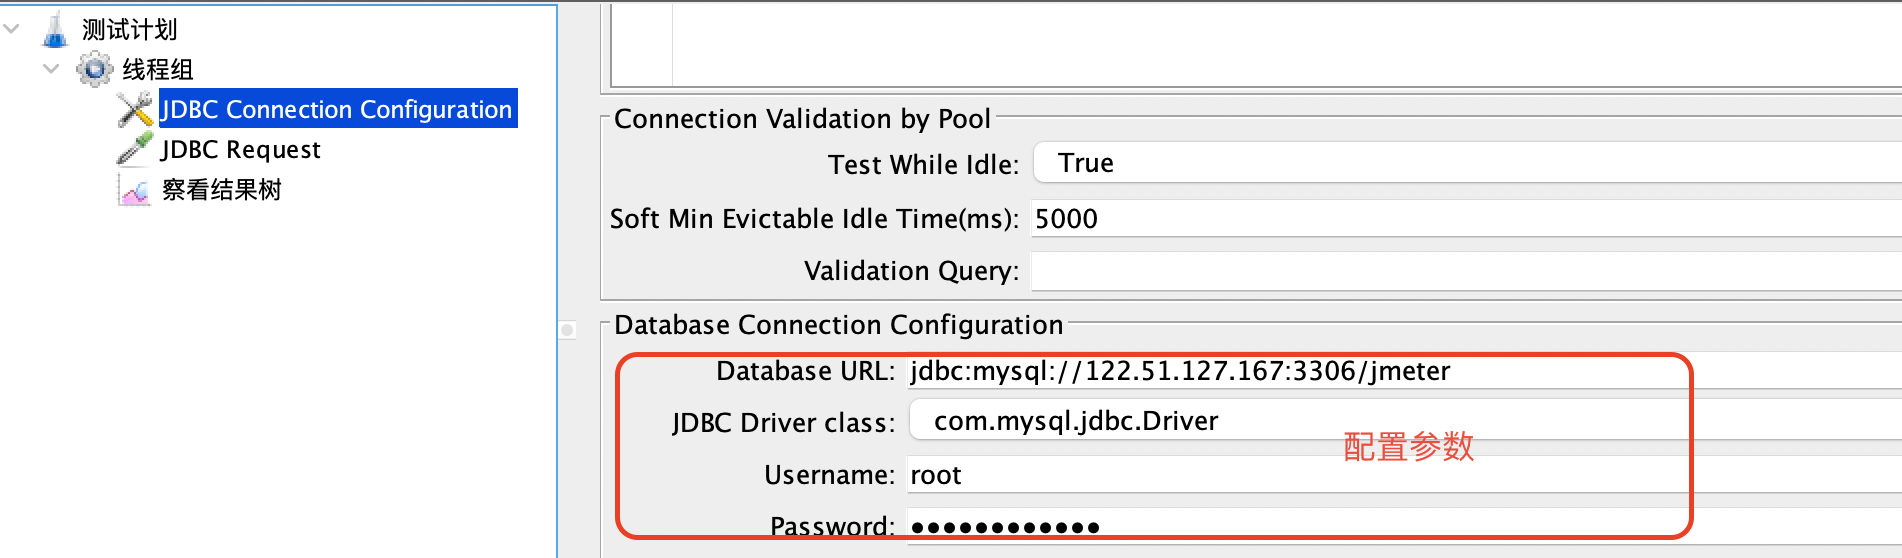 测试计划
线程组
JDBC Connection Configuration
JDBC Request
察看结果树
Connection Validation by Pool
Test While Idle: True
Soft Min Evictable Idle Time(ms): 5000
Validation Query:
Database Connection Configuration
Database URL: jdbc:mysql://122.51.127.167:3306/jmeter
JDBC Driver class: com.mysql.jdbc.Driver
配置参数
Username: root
Password: ●●●●●●●●●●●●